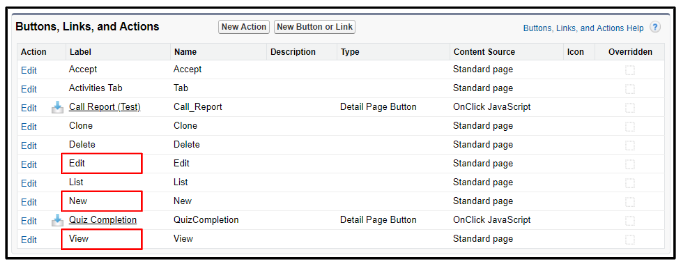 Buttons, Links, and Actions New Action New Button or Link Buttons, Links, and Actions Help ?
Action Label Name Description Type Content Source Icon Overridden
Edit Accept Accept Standard page
Edit Activities Tab Tab Standard page
Edit Call Report (Test) Call_Report Detail Page Button OnClick JavaScript
Edit Clone Clone Standard page
Edit Delete Delete Standard page
Edit Edit Edit Standard page
Edit List List Standard page
Edit New New Standard page
Edit Quiz Completion QuizCompletion Detail Page Button OnClick JavaScript
Edit View View Standard page